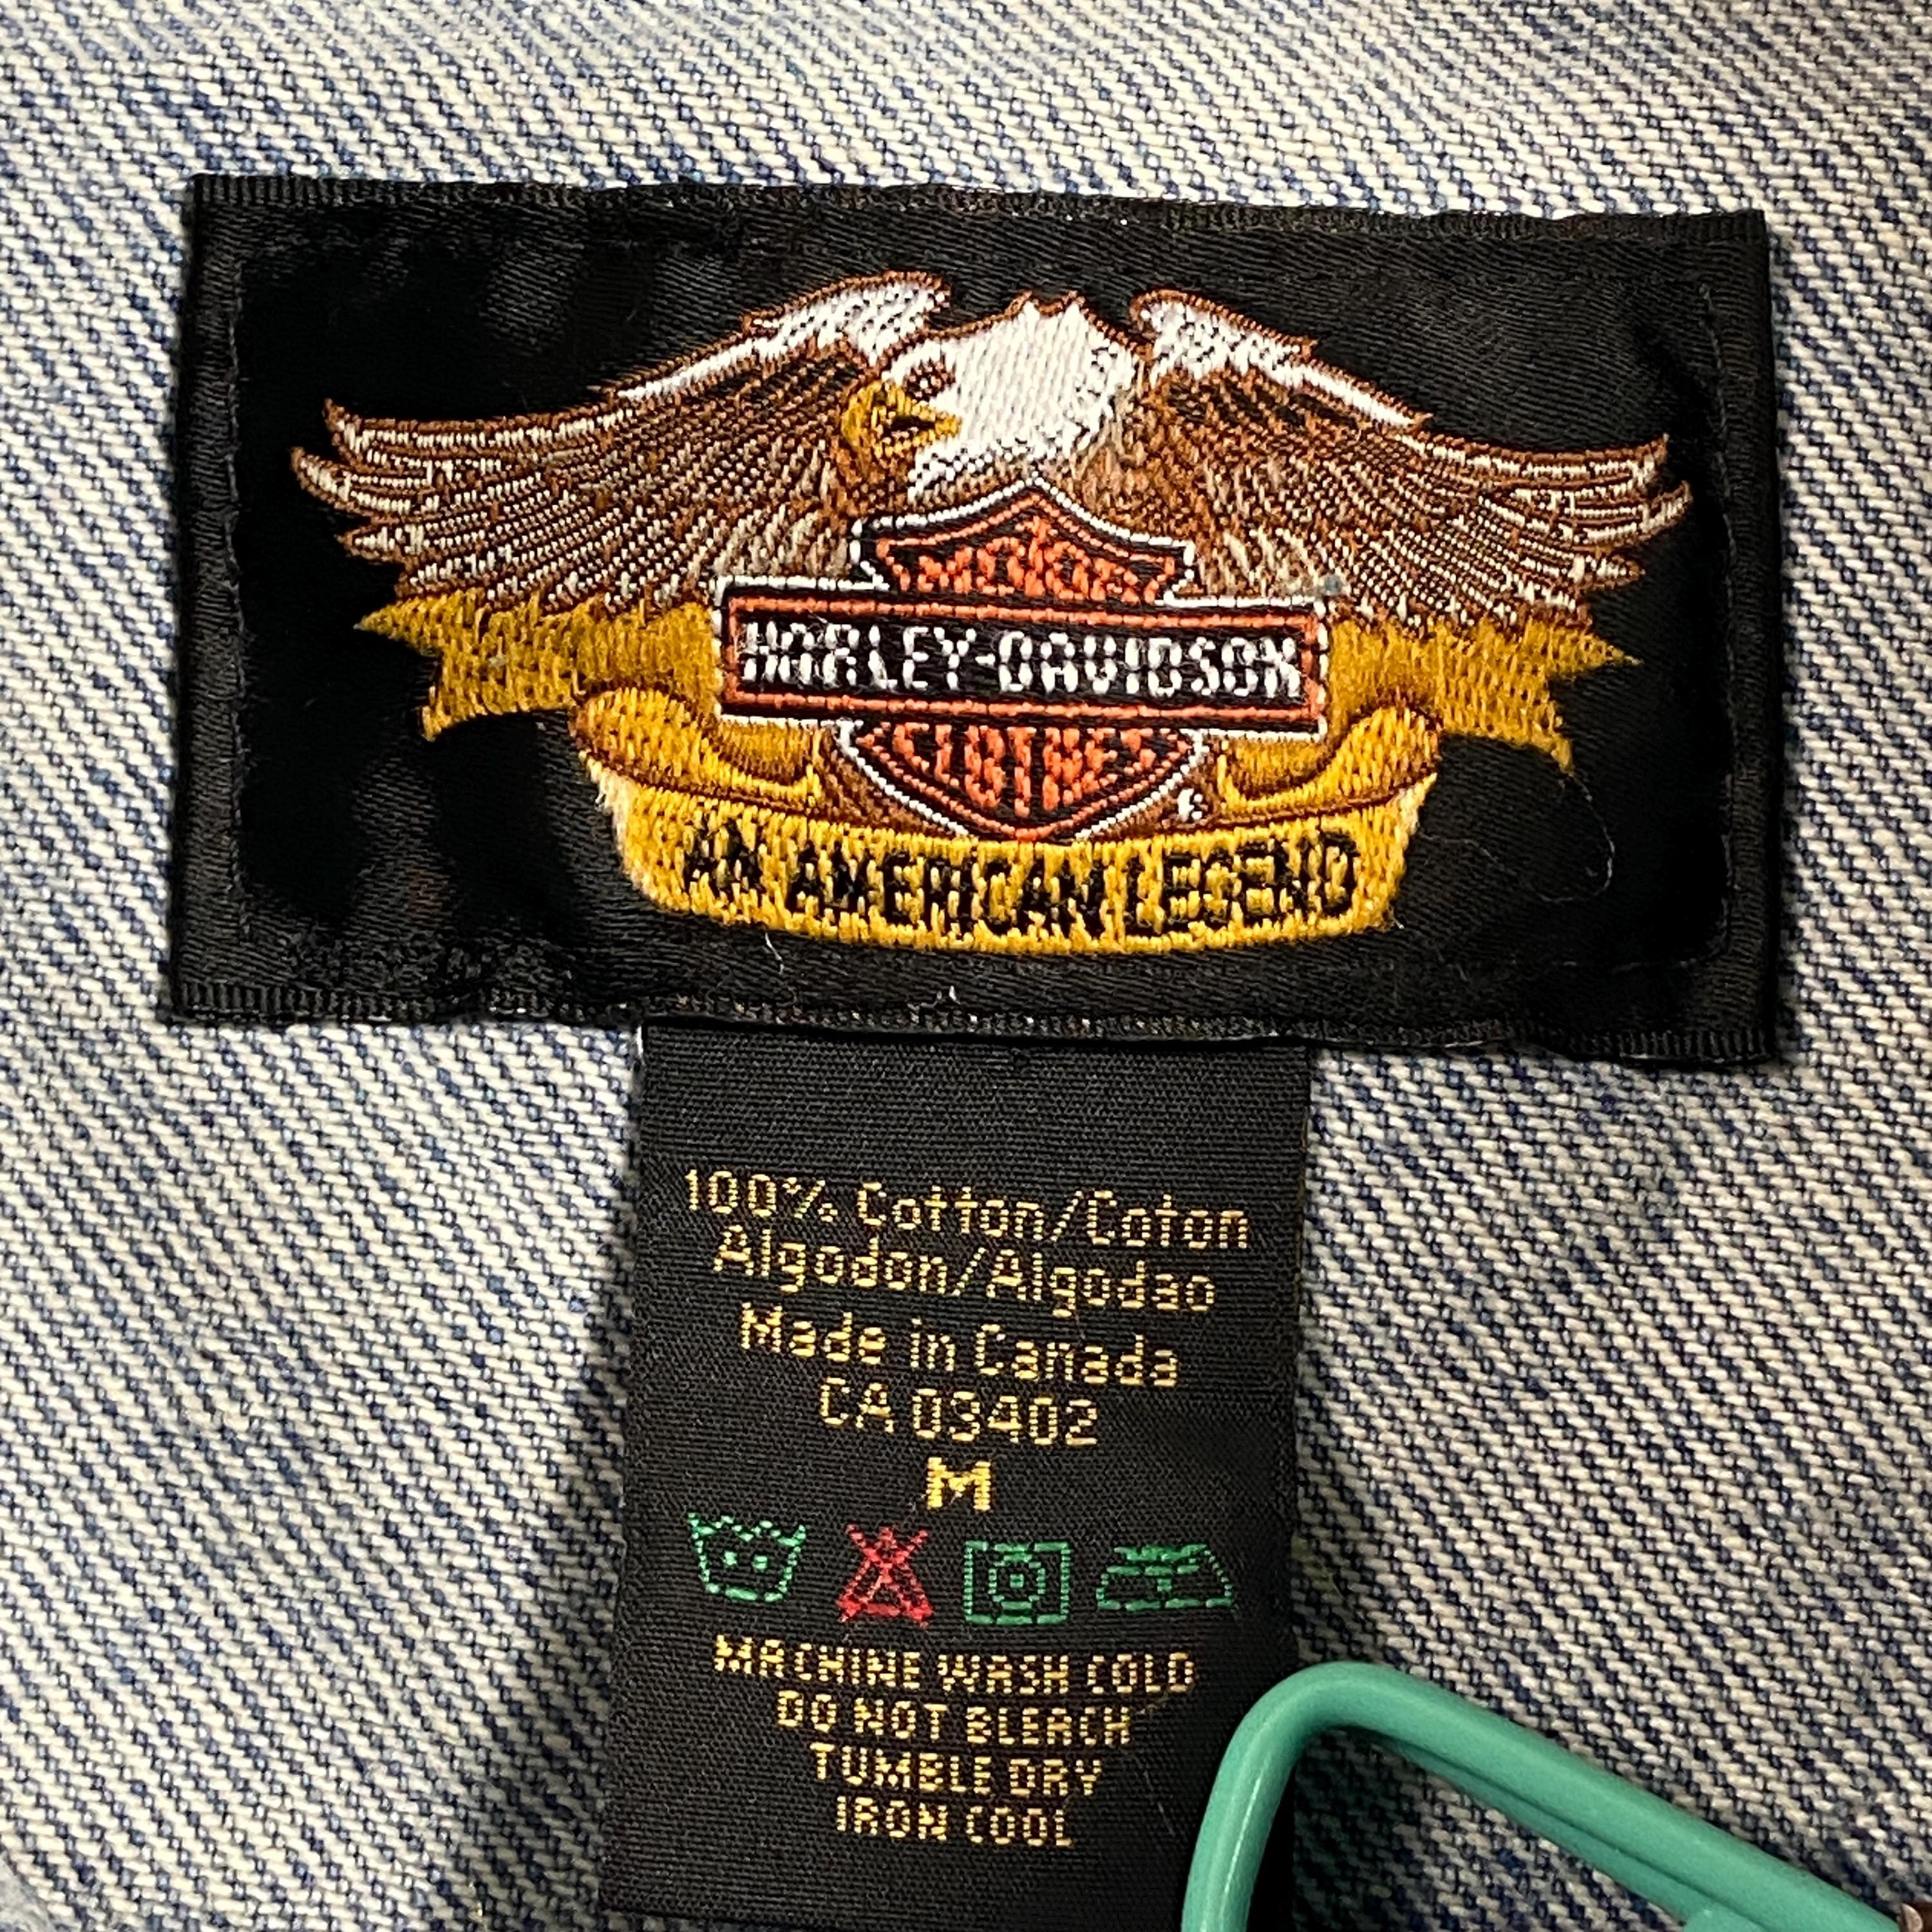 MOTOR
HARLEY-DAVIDSON
CLOTHES
®
AN AMERICAN LEGEND
100% Cotton/Coton
Algodon/Algodao
Made in Canada
CA 03402
M
MACHINE WASH COLD
DO NOT BLEACH
TUMBLE DRY
IRON COOL